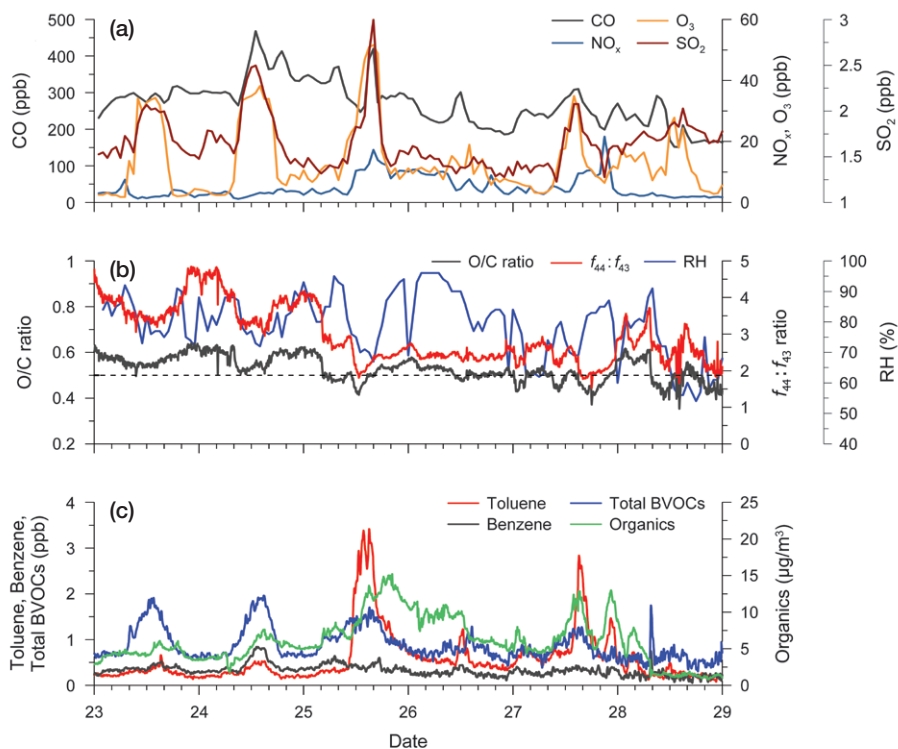 (a)
CO
O₃
NOₓ
SO₂
500
400
300
200
100
0
CO (ppb)
60
40
20
0
NOₓ, O₃ (ppb)
3
2.5
2
1.5
1
SO₂ (ppb)
(b)
O/C ratio
f₄₄ : f₄₃
RH
1
0.8
0.6
0.4
0.2
O/C ratio
5
4
3
2
1
0
f₄₄ : f₄₃ ratio
100
90
80
70
60
50
40
RH (%)
(c)
Toluene
Total BVOCs
Benzene
Organics
4
3
2
1
0
Toluene, Benzene,
Total BVOCs (ppb)
25
20
15
10
5
0
Organics (µg/m³)
23
24
25
26
27
28
29
Date